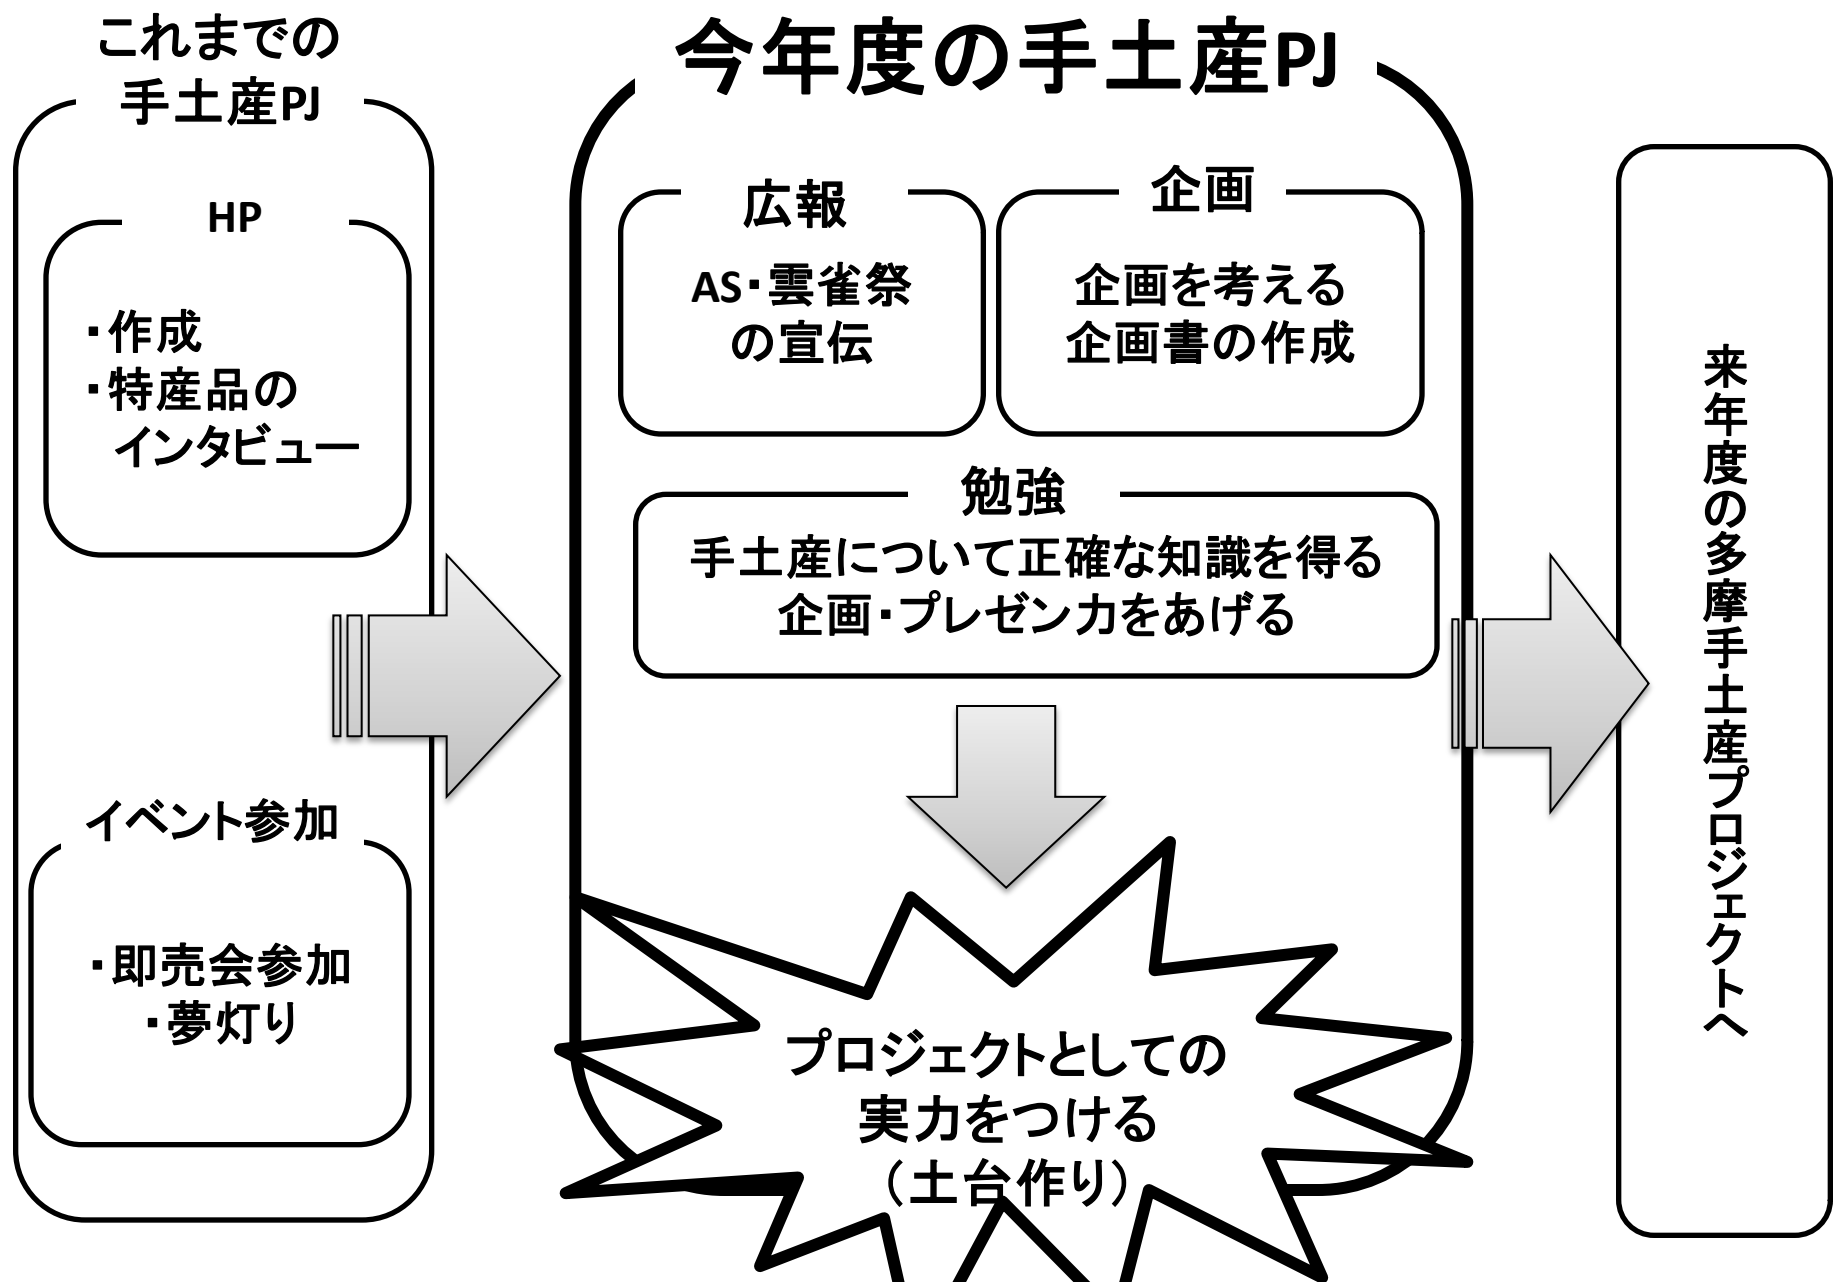 これまでの
手土産PJ
HP
・作成
・特産品の
インタビュー
イベント参加
・即売会参加
・夢灯り
今年度の手土産PJ
広報
AS・雲雀祭
の宣伝
企画
企画を考える
企画書の作成
勉強
手土産について正確な知識を得る
企画・プレゼン力をあげる
プロジェクトとしての
実力をつける
（土台作り）
来年度の多摩手土産プロジェクトへ